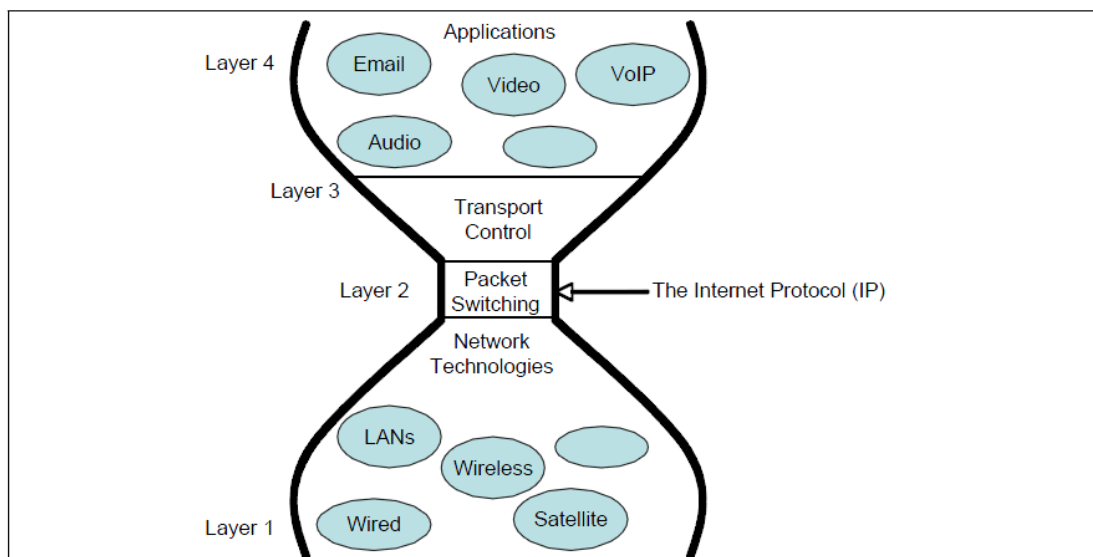 Applications
Layer 4
Email
Video
VoIP
Audio
Layer 3
Transport
Control
Layer 2
Packet
Switching
The Internet Protocol (IP)
Network
Technologies
LANs
Wireless
Layer 1
Wired
Satellite